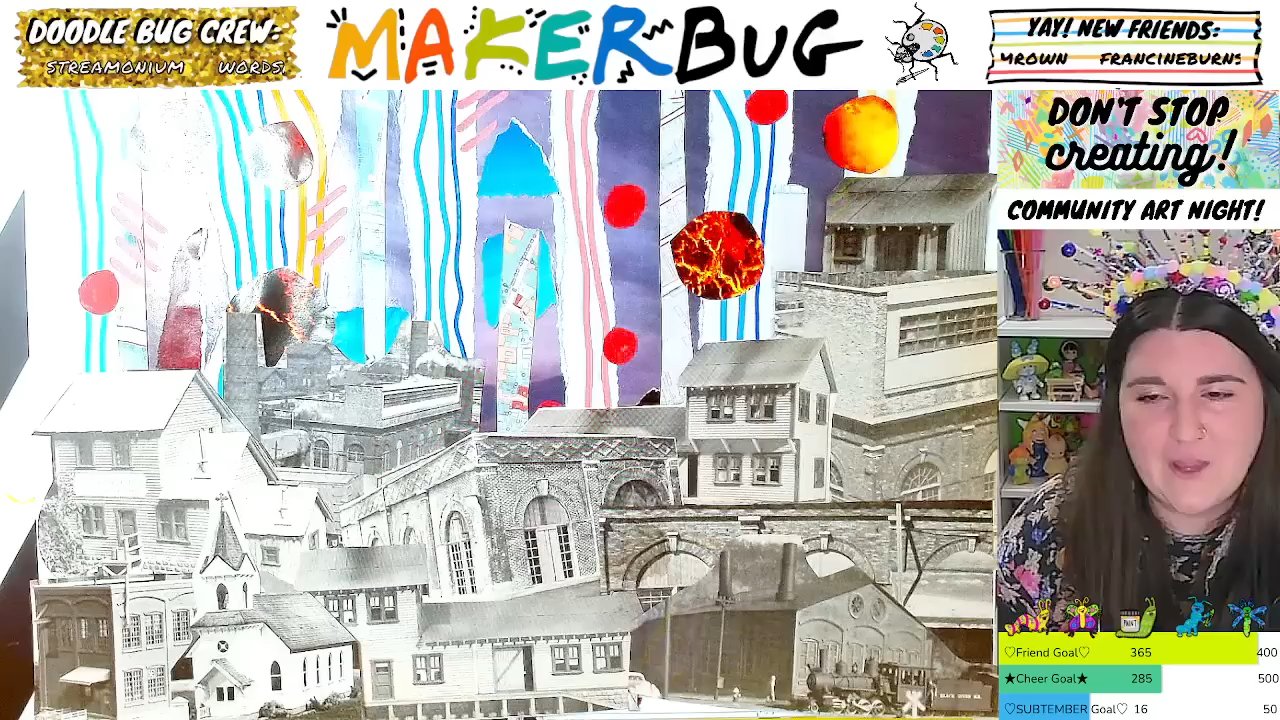 DOODLE BUG CREW:
STREAMONIUM WORDS.
MAKERBUG
YAY! NEW FRIENDS:
FRANCINEBURNS
DON'T STOP
creating!
COMMUNITY ART NIGHT!
♡Friend Goal♡ 365 400
★Cheer Goal★ 285 500
♡SUBTEMBER Goal♡ 16 50